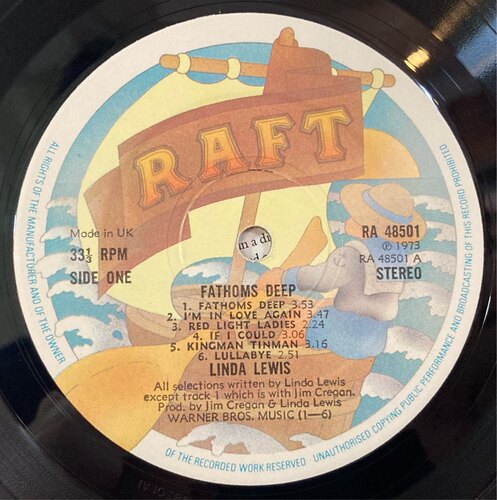 RAFT
Made in UK
33⅓ RPM
SIDE ONE
RA 48501
℗ 1973
RA 48501 A
STEREO
in a di
FATHOMS DEEP
1. FATHOMS DEEP 3.53
2. I'M IN LOVE AGAIN 3.47
3. RED LIGHT LADIES 2.24
4. IF I COULD 3.06
5. KINGMAN TINMAN 3.16
6. LULLABYE 2.51
LINDA LEWIS
All selections written by Linda Lewis
except track 1 which is with Jim Cregan.
Prod. by Jim Cregan & Linda Lewis
WARNER BROS. MUSIC (1—6)
ALL RIGHTS OF THE MANUFACTURER AND OF THE OWNER
OF THE RECORDED WORK RESERVED UNAUTHORISED COPYING PUBLIC PERFORMANCE AND BROADCASTING OF THIS RECORD PROHIBITED